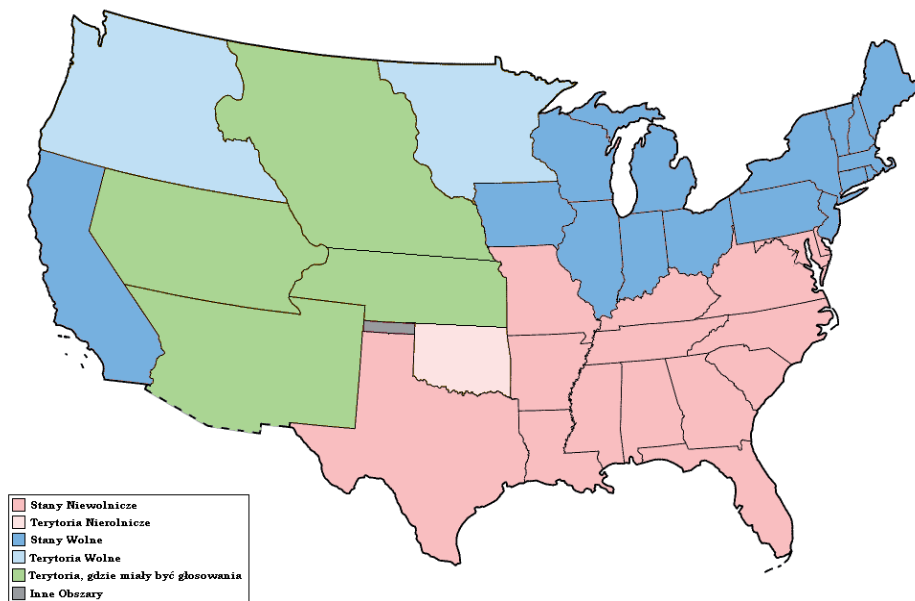 Stany Niewolnicze
Terytoria Nierolnicze
Stany Wolne
Terytoria Wolne
Terytoria, gdzie miały być głosowania
Inne Obszary